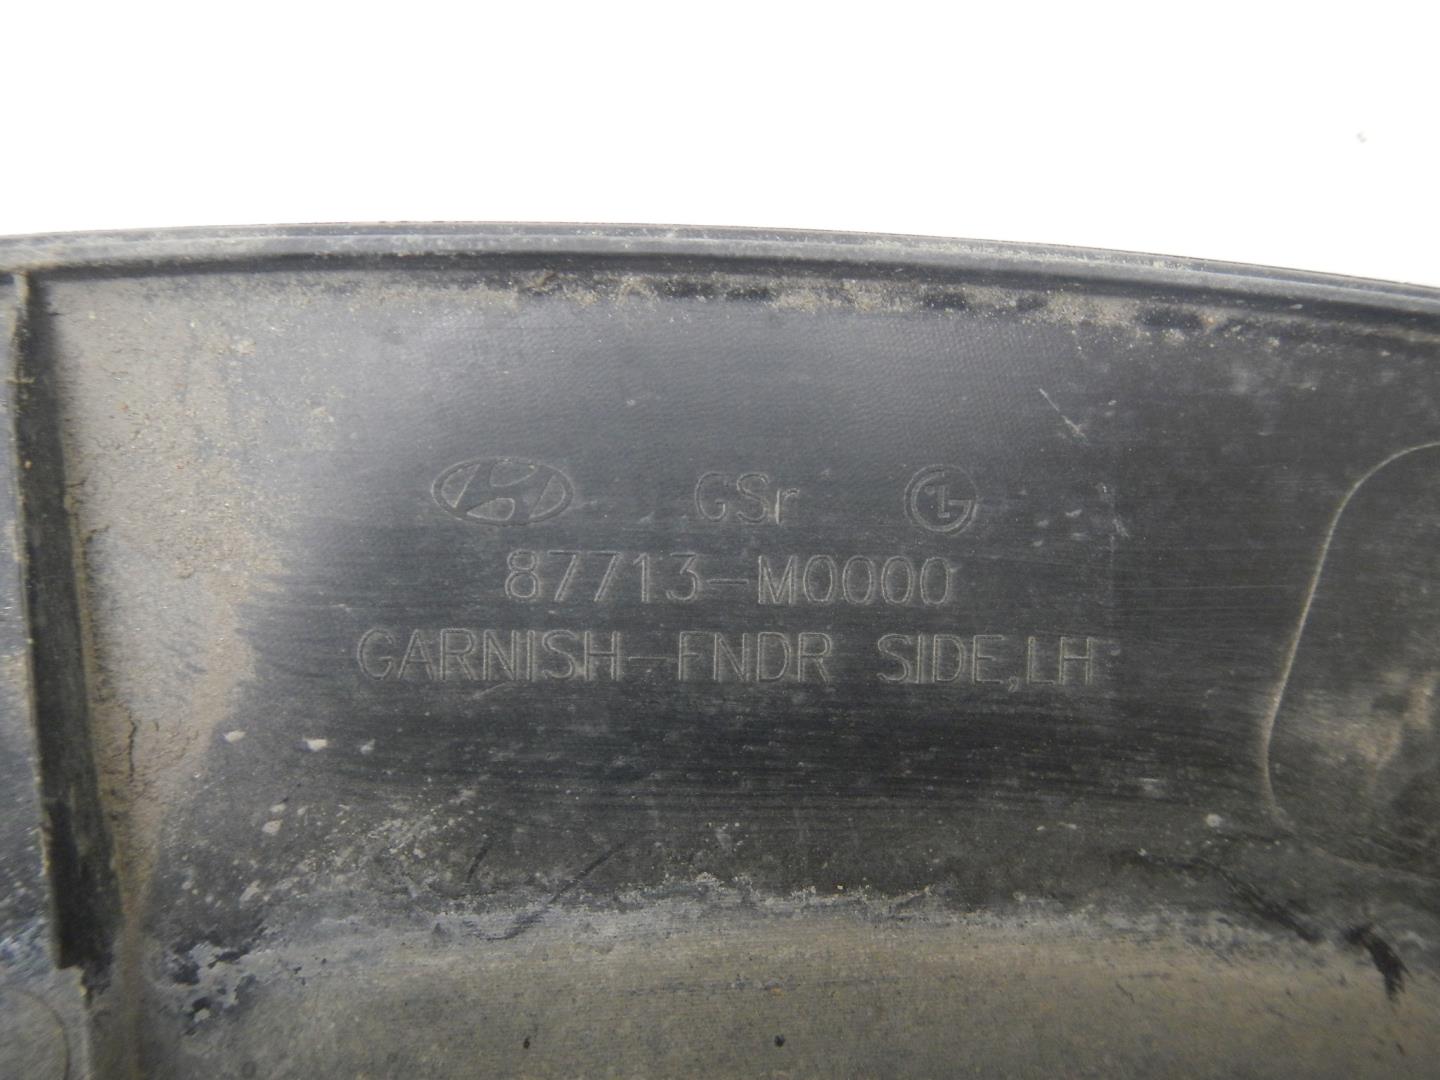 GSr
87713-M0000
GARNISH-FNDR SIDE,LH